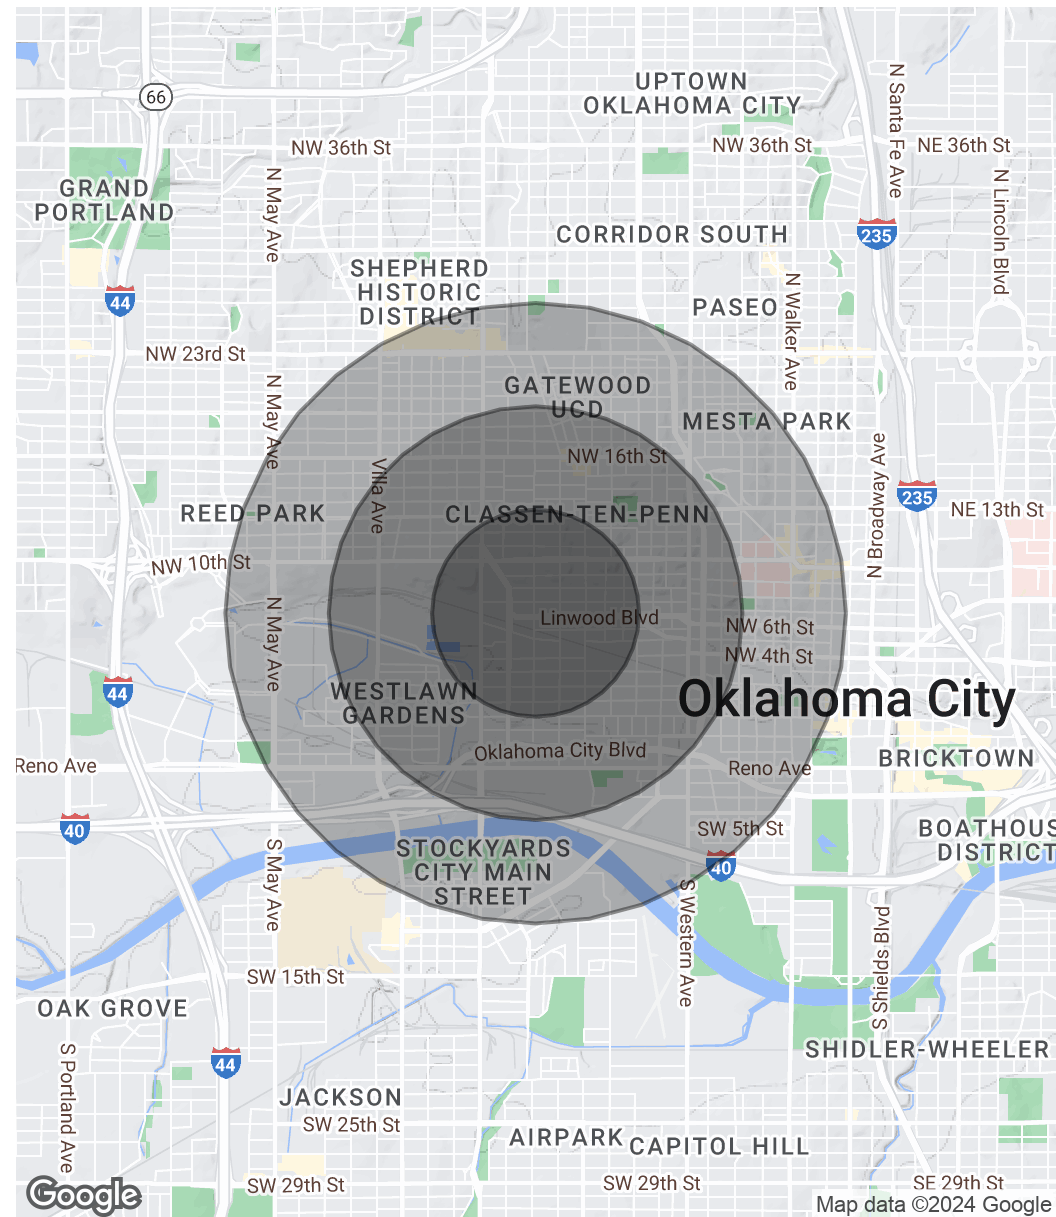 66
UPTOWN
OKLAHOMA CITY
N Santa Fe Ave
NW 36th St
NW 36th St
NE 36th St
GRAND
PORTLAND
N May Ave
N Lincoln Blvd
CORRIDOR SOUTH
235
SHEPHERD
HISTORIC
DISTRICT
44
PASEO
N Walker Ave
NW 23rd St
N May Ave
GATEWOOD
UCD
MESTA PARK
NW 16th St
Villa Ave
N Broadway Ave
235
REED PARK
CLASSEN-TEN-PENN
NE 13th St
NW 10th St
N May Ave
Linwood Blvd
NW 6th St
NW 4th St
44
WESTLAWN
GARDENS
Oklahoma City
Oklahoma City Blvd
Reno Ave
Reno Ave
BRICKTOWN
40
SW 5th St
BOATHOUS
DISTRICT
STOCKYARDS
CITY MAIN
STREET
40
S May Ave
S Western Ave
S Shields Blvd
SW 15th St
OAK GROVE
44
S Portland Ave
SHIDLER-WHEELER
JACKSON
SW 25th St
AIRPARK
CAPITOL HILL
SW 29th St
SW 29th St
SE 29th St
Google
Map data ©2024 Google